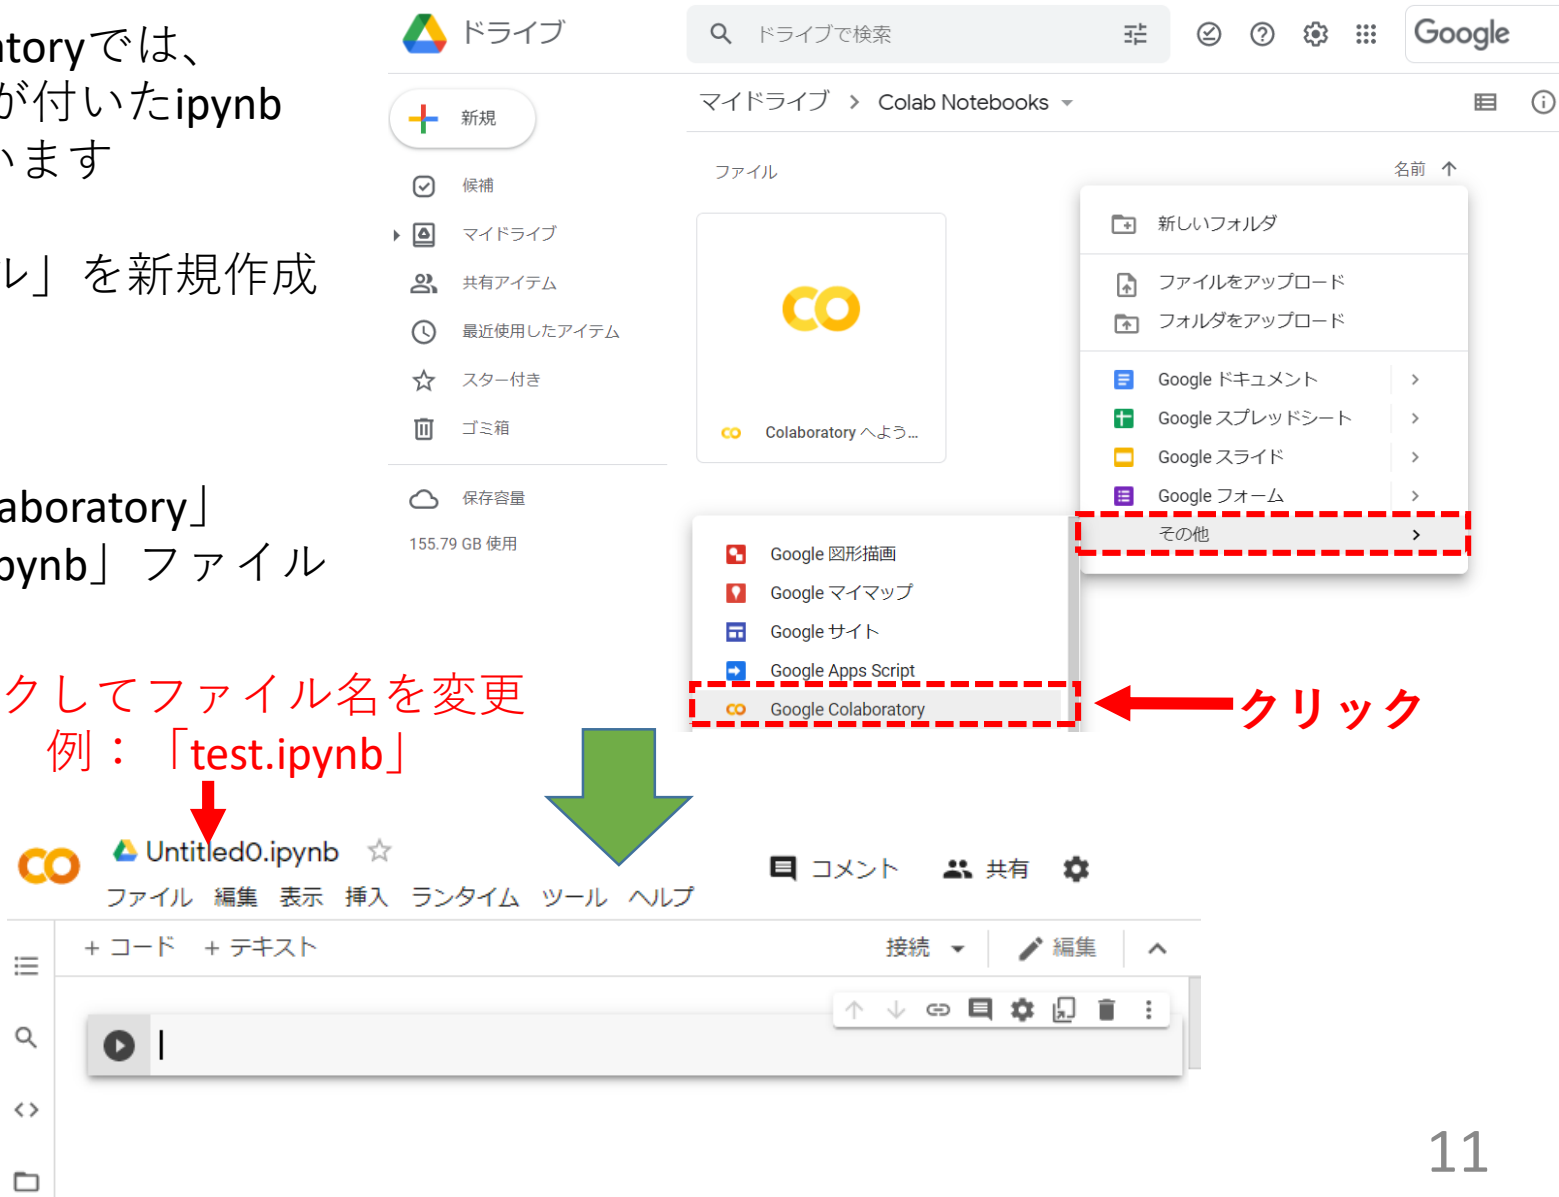 atoryでは、
が付いたipynb
います
ル」を新規作成
aboratory」
pynb」ファイル
クしてファイル名を変更
例：「test.ipynb」
ドライブ
ドライブで検索
Google
新規
マイドライブ > Colab Notebooks
候補
マイドライブ
共有アイテム
最近使用したアイテム
スター付き
ゴミ箱
保存容量
155.79 GB 使用
ファイル
名前
Colaboratory へよう...
新しいフォルダ
ファイルをアップロード
フォルダをアップロード
Google ドキュメント
Google スプレッドシート
Google スライド
Google フォーム
その他
Google 図形描画
Google マイマップ
Google サイト
Google Apps Script
Google Colaboratory
クリック
Untitled0.ipynb
コメント
共有
ファイル 編集 表示 挿入 ランタイム ツール ヘルプ
+ コード + テキスト
接続
編集
11